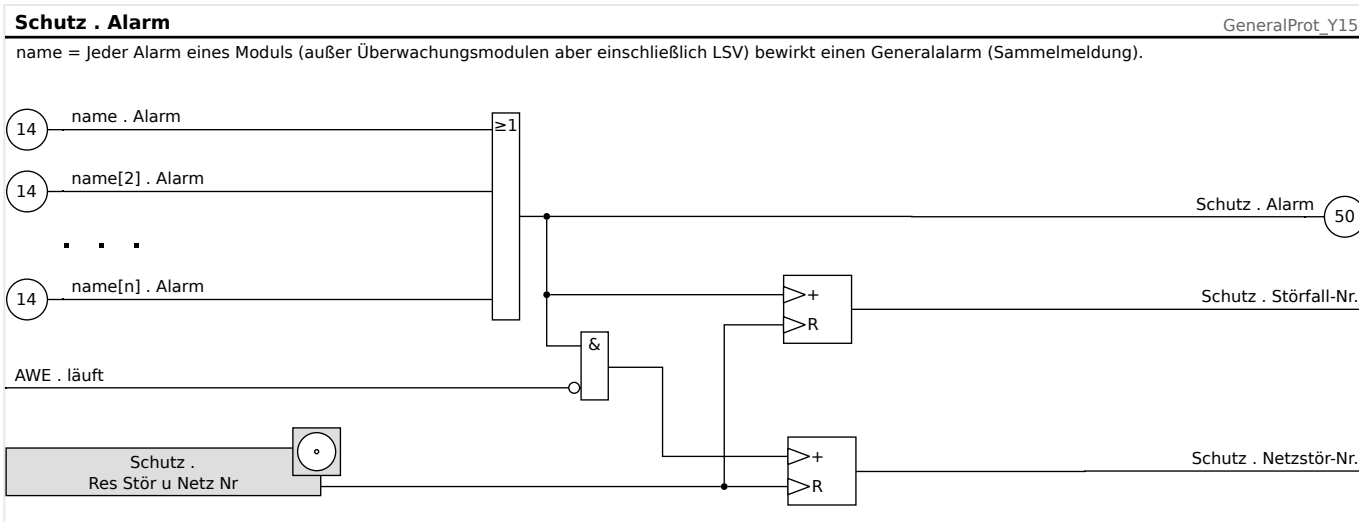 Schutz . Alarm
GeneralProt_Y15
name = Jeder Alarm eines Moduls (außer Überwachungsmodulen aber einschließlich LSV) bewirkt einen Generalalarm (Sammelmeldung).
14
name . Alarm
≥1
14
name[2] . Alarm
Schutz . Alarm
50
. . .
14
name[n] . Alarm
+
Schutz . Störfall-Nr.
R
&
AWE . läuft
Schutz .
Res Stör u Netz Nr
+
Schutz . Netzstör-Nr.
R